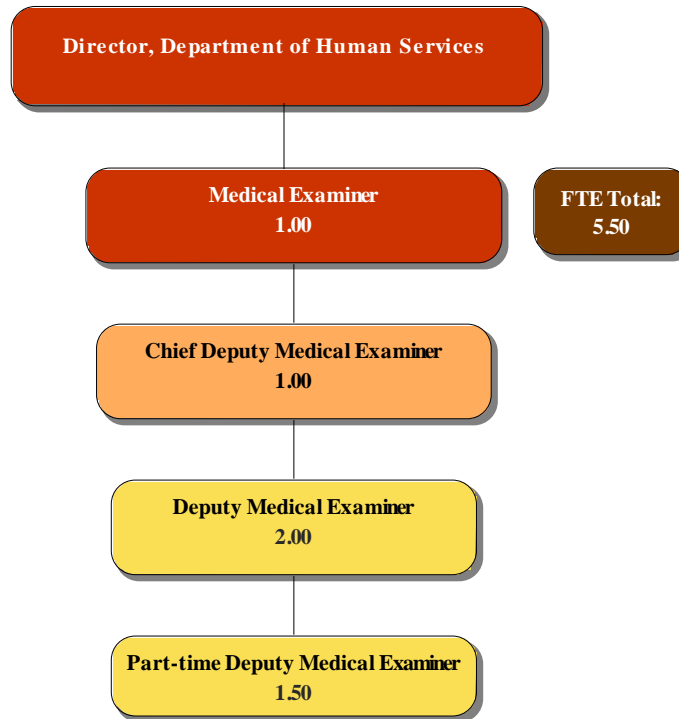 Director, Department of Human Services
Medical Examiner
1.00
FTE Total:
5.50
Chief Deputy Medical Examiner
1.00
Deputy Medical Examiner
2.00
Part-time Deputy Medical Examiner
1.50